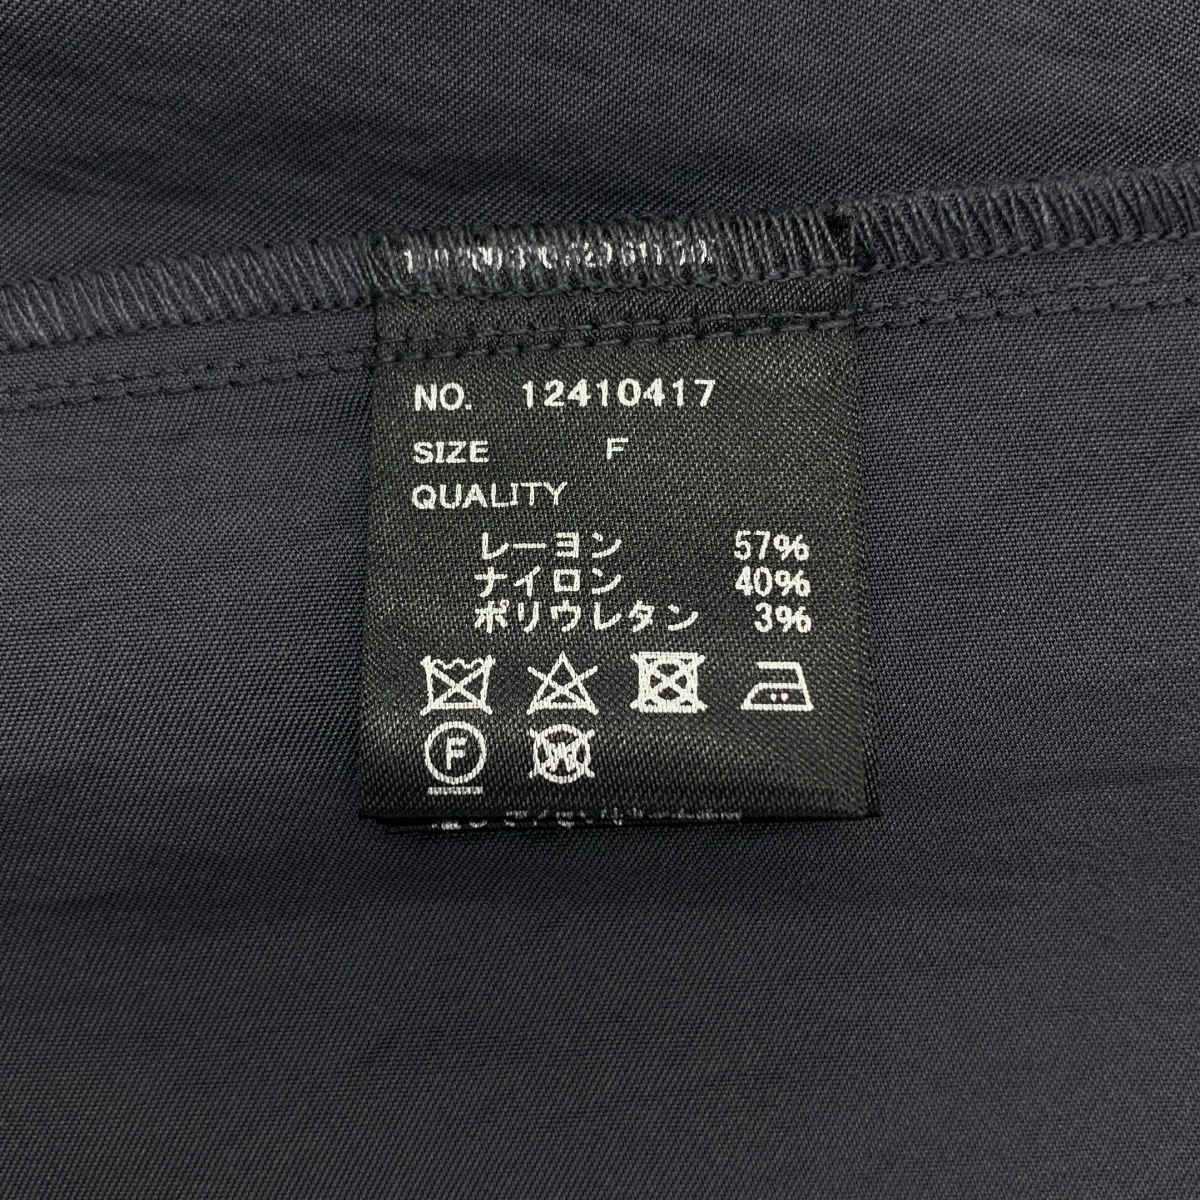 NO. 12410417
SIZE F
QUALITY
レーヨン 57%
ナイロン 40%
ポリウレタン 3%
F
W